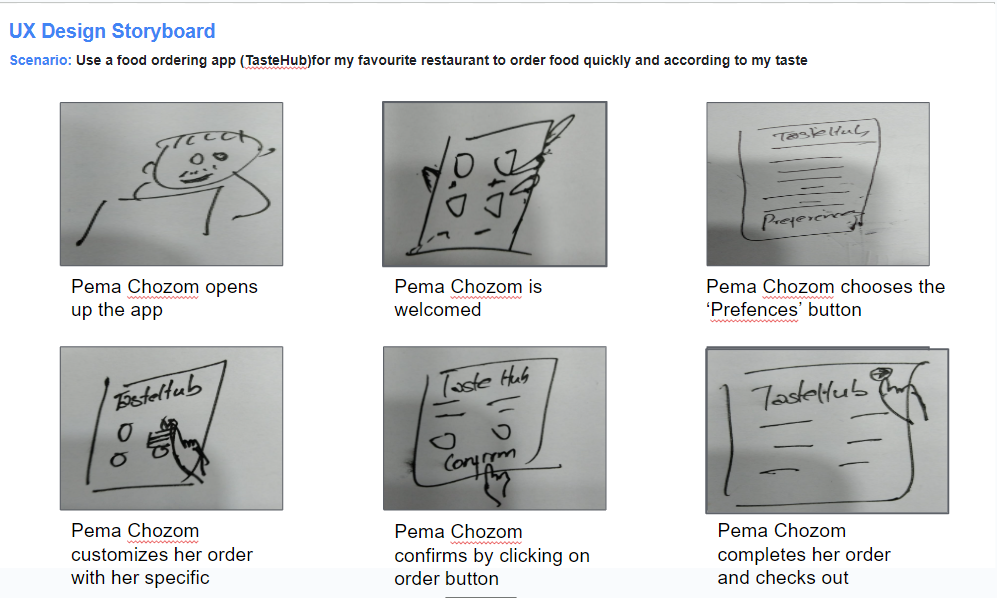 UX Design Storyboard
Scenario: Use a food ordering app (TasteHub)for my favourite restaurant to order food quickly and according to my taste
TasteHub
Pema Chozom opens
up the app
Pema Chozom is
welcomed
Pema Chozom chooses the
‘Prefences’ button
TasteHub
Taste Hub
Confirm
TasteHub
Pema Chozom
customizes her order
with her specific
Pema Chozom
confirms by clicking on
order button
Pema Chozom
completes her order
and checks out